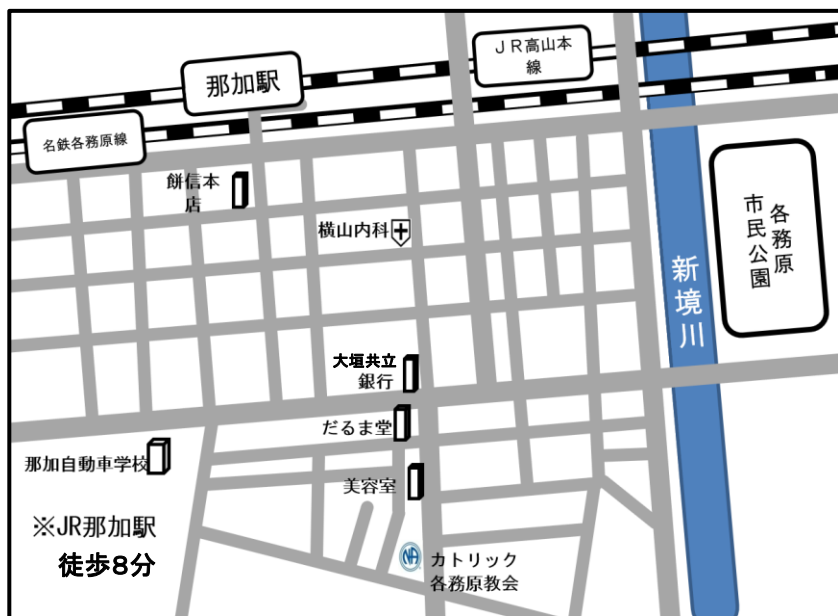 ＪＲ高山本
線
那加駅
名鉄各務原線
餅信本
店
横山内科
各務原
市民公園
新境川
大垣共立
銀行
だるま堂
那加自動車学校
美容室
※JR那加駅
徒歩8分
カトリック
各務原教会